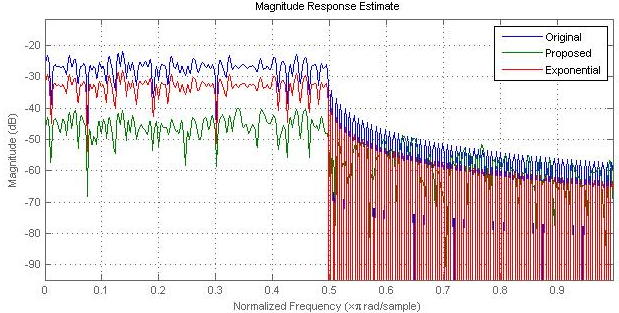 Magnitude Response Estimate
Original
Proposed
Exponential
-20
-30
-40
-50
-60
-70
-80
-90
Magnitude (dB)
0 0.1 0.2 0.3 0.4 0.5 0.6 0.7 0.8 0.9
Normalized Frequency (×π rad/sample)